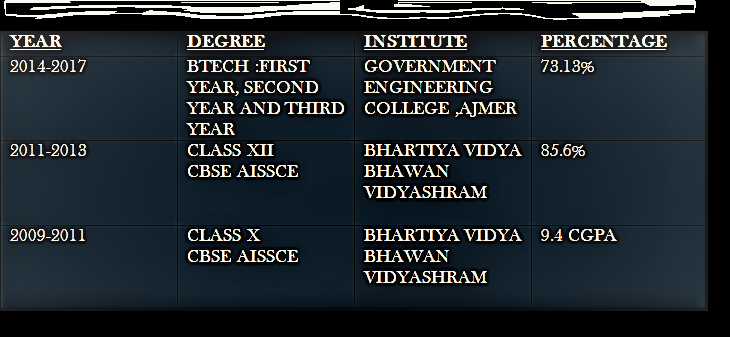 YEAR DEGREE INSTITUTE PERCENTAGE
2014-2017 BTECH :FIRST GOVERNMENT 73.13%
YEAR, SECOND ENGINEERING
YEAR AND THIRD COLLEGE ,AJMER
YEAR
2011-2013 CLASS XII BHARTIYA VIDYA 85.6%
CBSE AISSCE BHAWAN
VIDYASHRAM
2009-2011 CLASS X BHARTIYA VIDYA 9.4 CGPA
CBSE AISSCE BHAWAN
VIDYASHRAM